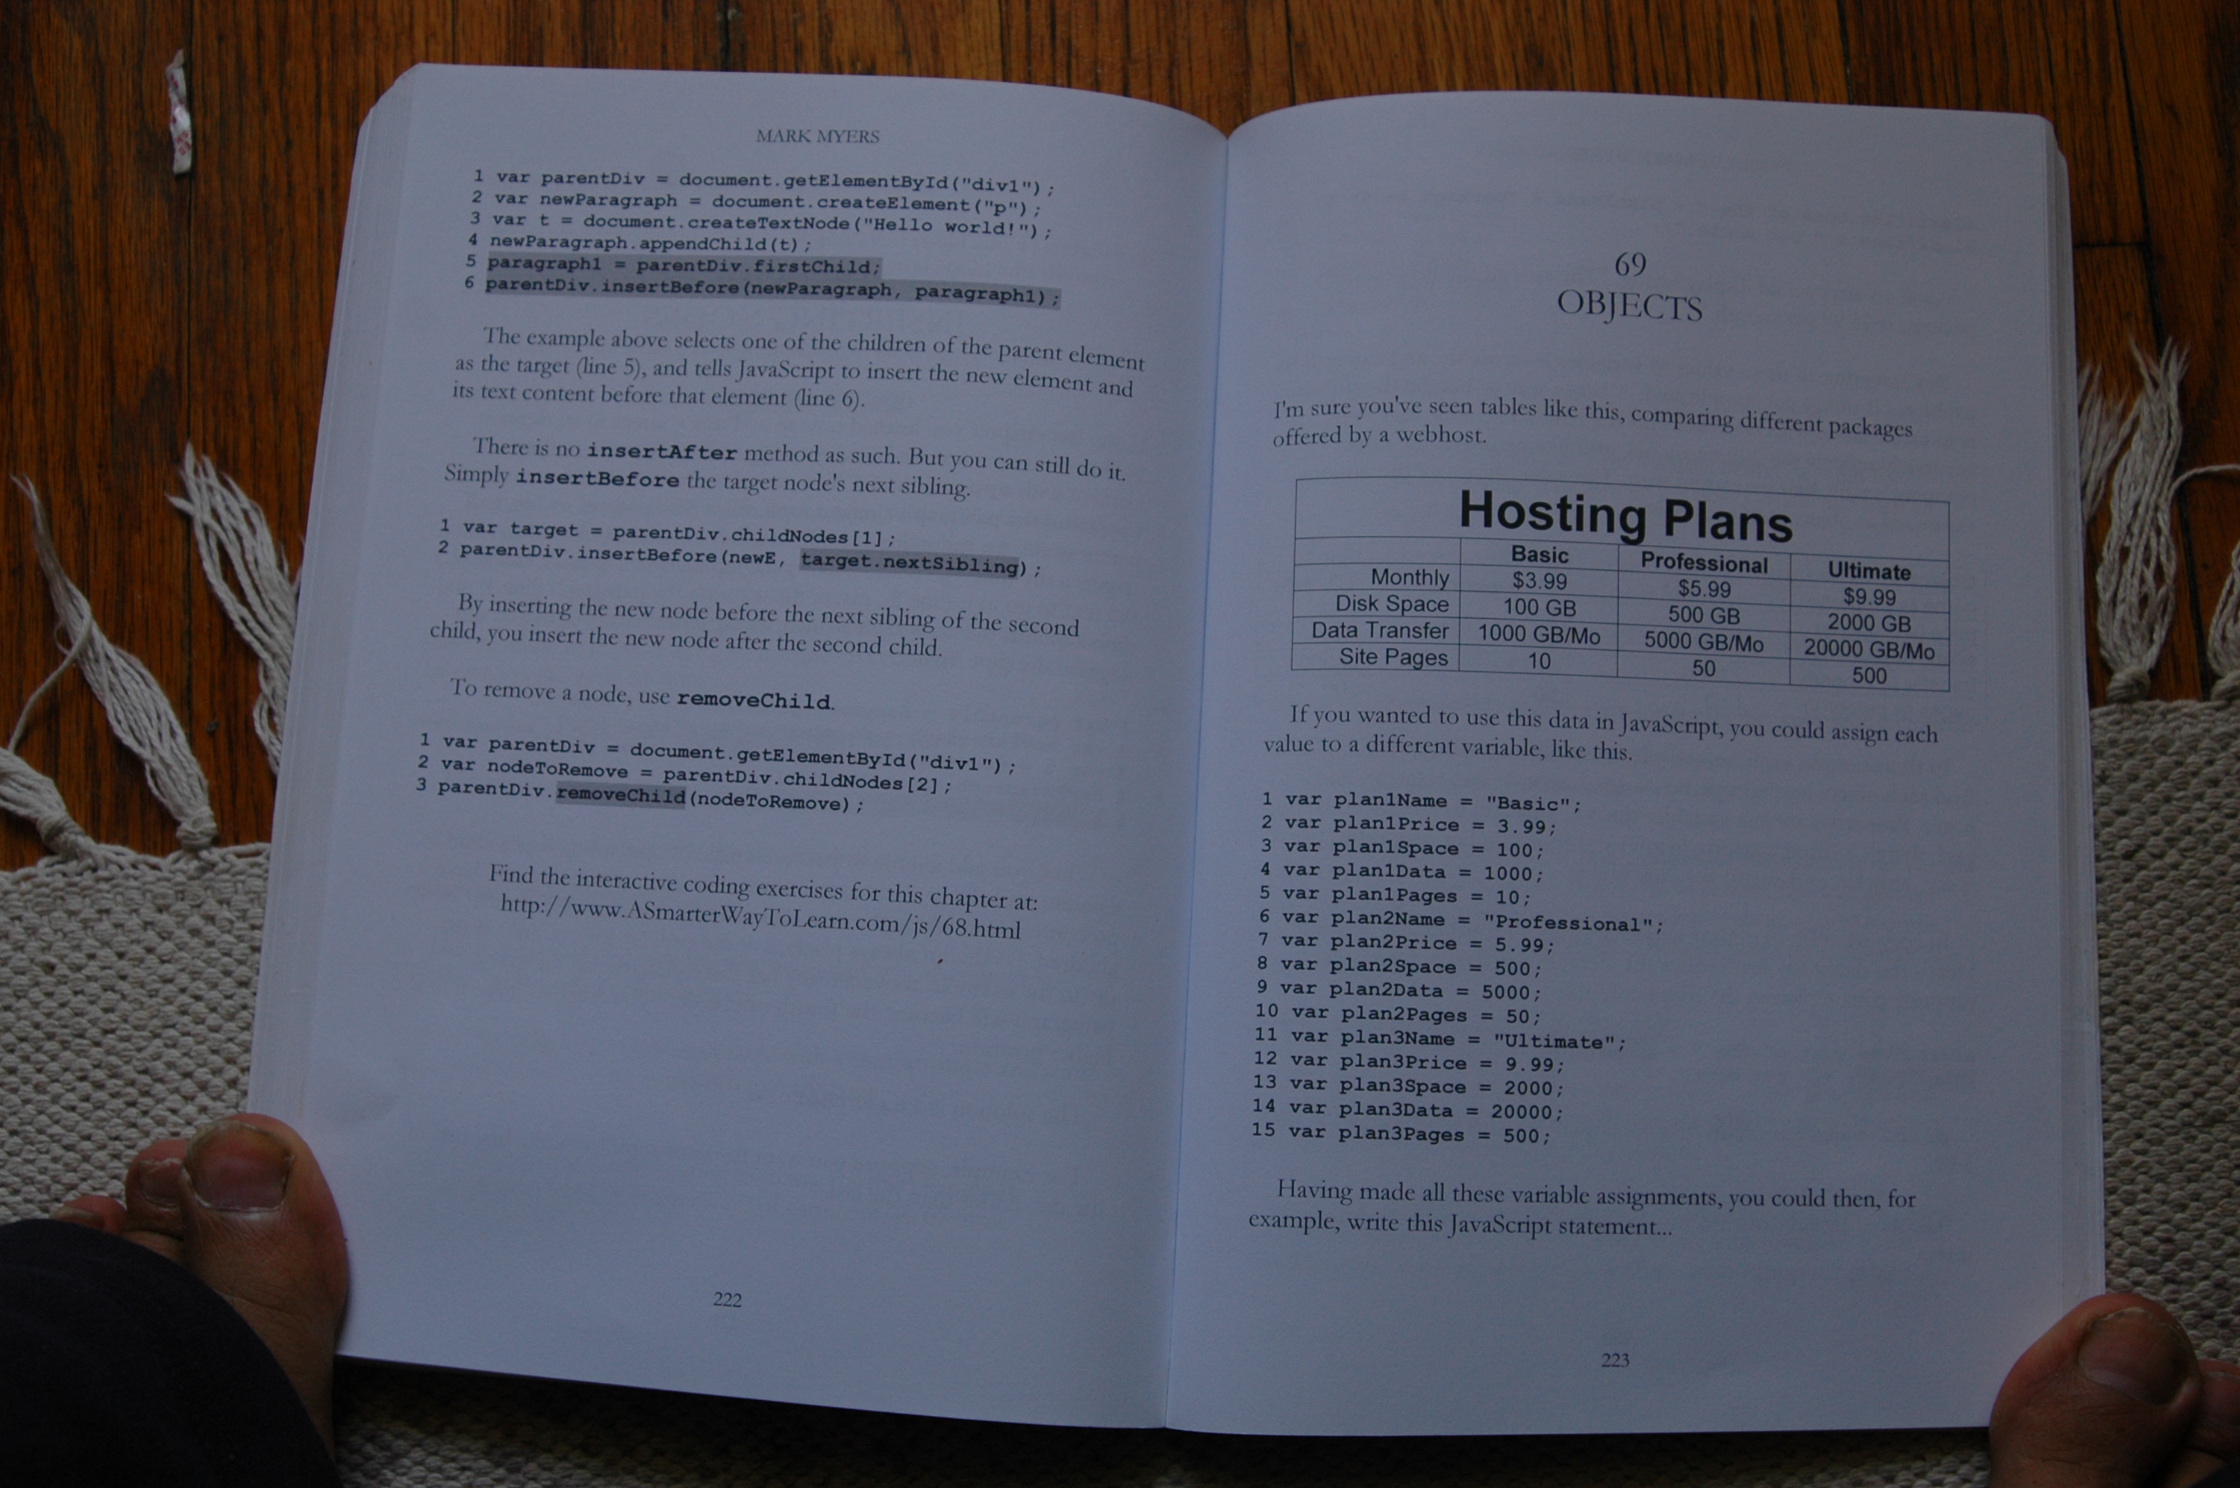 MARK MYERS
1 var parentDiv = document.getElementById("div1");
2 var newParagraph = document.createElement("p");
3 var t = document.createTextNode("Hello world!");
4 newParagraph.appendChild(t);
5 paragraph1 = parentDiv.firstChild;
6 parentDiv.insertBefore(newParagraph, paragraph1);
The example above selects one of the children of the parent element
as the target (line 5), and tells JavaScript to insert the new element and
its text content before that element (line 6).
There is no insertAfter method as such. But you can still do it.
Simply insertBefore the target node's next sibling.
1 var target = parentDiv.childNodes[1];
2 parentDiv.insertBefore(newE, target.nextSibling);
By inserting the new node before the next sibling of the second
child, you insert the new node after the second child.
To remove a node, use removeChild.
1 var parentDiv = document.getElementById("div1");
2 var nodeToRemove = parentDiv.childNodes[2];
3 parentDiv.removeChild(nodeToRemove);
Find the interactive coding exercises for this chapter at:
http://www.ASmarterWayToLearn.com/js/68.html
222
69
OBJECTS
I'm sure you've seen tables like this, comparing different packages
offered by a webhost.
Hosting Plans
Basic Professional Ultimate
Monthly $3.99 $5.99 $9.99
Disk Space 100 GB 500 GB 2000 GB
Data Transfer 1000 GB/Mo 5000 GB/Mo 20000 GB/Mo
Site Pages 10 50 500
If you wanted to use this data in JavaScript, you could assign each
value to a different variable, like this.
1 var plan1Name = "Basic";
2 var plan1Price = 3.99;
3 var plan1Space = 100;
4 var plan1Data = 1000;
5 var plan1Pages = 10;
6 var plan2Name = "Professional";
7 var plan2Price = 5.99;
8 var plan2Space = 500;
9 var plan2Data = 5000;
10 var plan2Pages = 50;
11 var plan3Name = "Ultimate";
12 var plan3Price = 9.99;
13 var plan3Space = 2000;
14 var plan3Data = 20000;
15 var plan3Pages = 500;
Having made all these variable assignments, you could then, for
example, write this JavaScript statement...
223